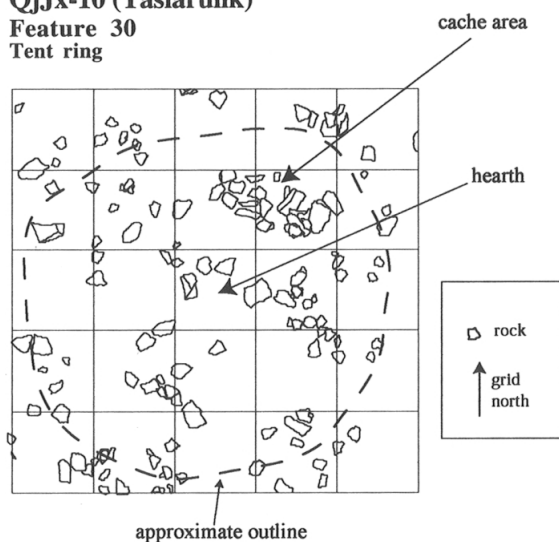 Feature 30
Tent ring
cache area
hearth
rock
grid
north
approximate outline